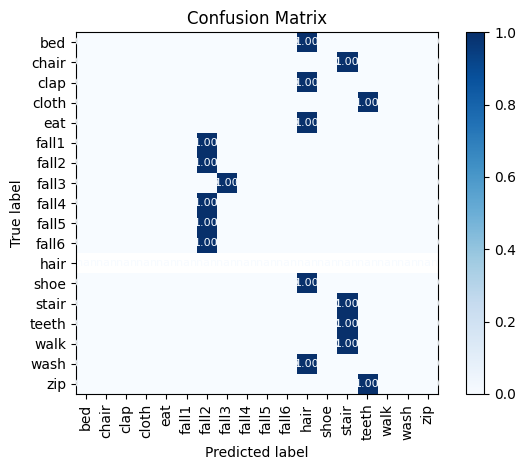 Confusion Matrix
True label
bed 1.00
chair 1.00
clap 1.00
cloth 1.00
eat 1.00
fall1 1.00
fall2 1.00
fall3 1.00
fall4 1.00
fall5 1.00
fall6 1.00
hair
shoe 1.00
stair 1.00
teeth 1.00
walk 1.00
wash 1.00
zip 1.00
bed chair clap cloth eat fall1 fall2 fall3 fall4 fall5 fall6 hair shoe stair teeth walk wash zip
Predicted label
1.0
0.8
0.6
0.4
0.2
0.0